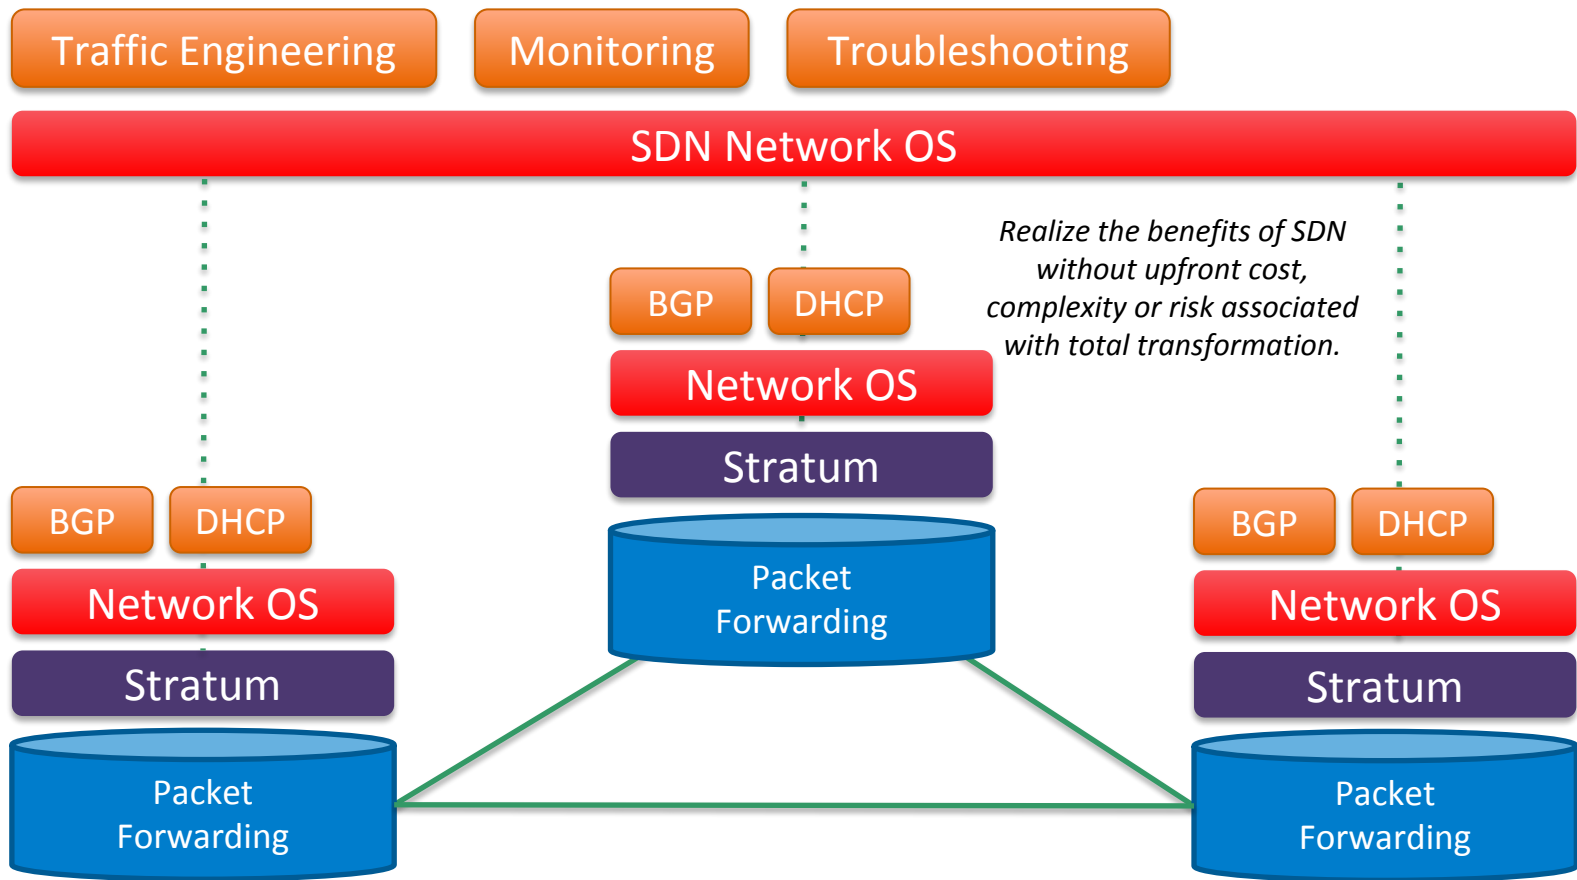 Traffic Engineering
Monitoring
Troubleshooting
SDN Network OS
Realize the benefits of SDN
without upfront cost,
complexity or risk associated
with total transformation.
BGP
DHCP
Network OS
Stratum
Packet
Forwarding
BGP
DHCP
Network OS
Stratum
Packet
Forwarding
BGP
DHCP
Network OS
Stratum
Packet
Forwarding